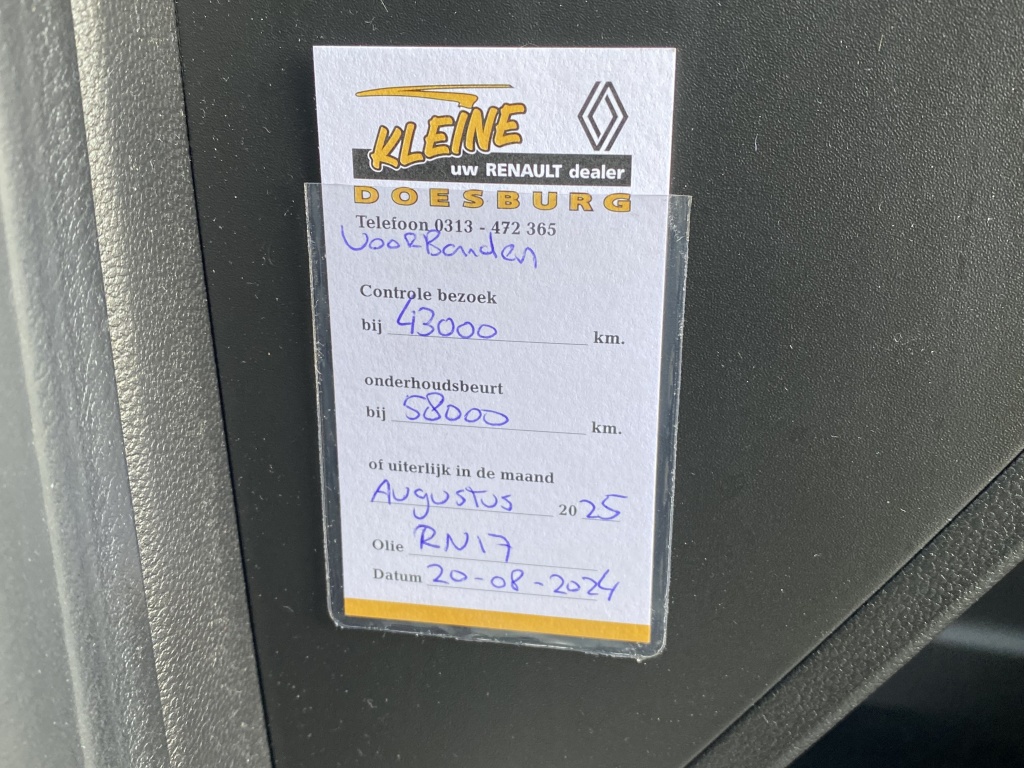 KLEINE
uw RENAULT dealer
DOESBURG
Telefoon 0313 - 472 365
VOORBanden
Controle bezoek
bij 43000 km.
onderhoudsbeurt
bij 58000 km.
of uiterlijk in de maand
AUgUSTUS 2025
Olie RN17
Datum 20-08-2024